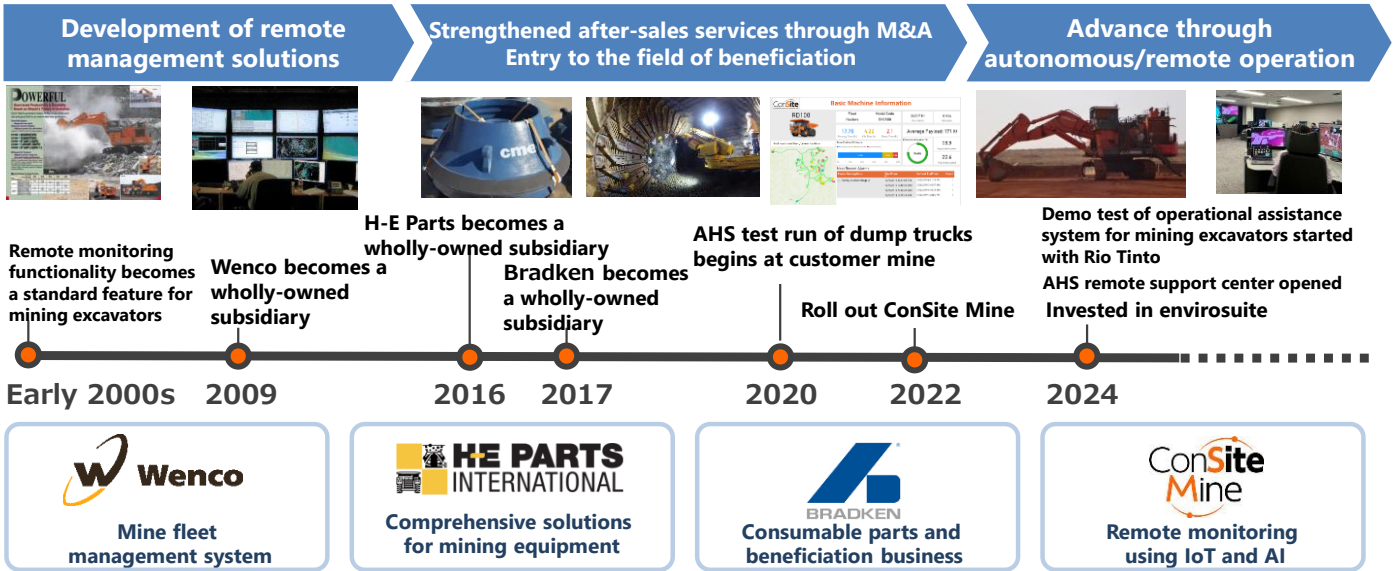 Development of remote
management solutions
Strengthened after-sales services through M&A
Entry to the field of beneficiation
Advance through
autonomous/remote operation
POWERFUL
cme
ConSite
Basic Machine Information
Remote monitoring
functionality becomes
a standard feature for
mining excavators
Wenco becomes a
wholly-owned
subsidiary
H-E Parts becomes a
wholly-owned subsidiary
Bradken becomes
a wholly-owned
subsidiary
AHS test run of dump trucks
begins at customer mine
Roll out ConSite Mine
Demo test of operational assistance
system for mining excavators started
with Rio Tinto
AHS remote support center opened
Invested in envirosuite
Early 2000s
2009
2016
2017
2020
2022
2024
Wenco
Mine fleet
management system
H-E PARTS
INTERNATIONAL
Comprehensive solutions
for mining equipment
BRADKEN
Consumable parts and
beneficiation business
ConSite
Mine
Remote monitoring
using IoT and AI